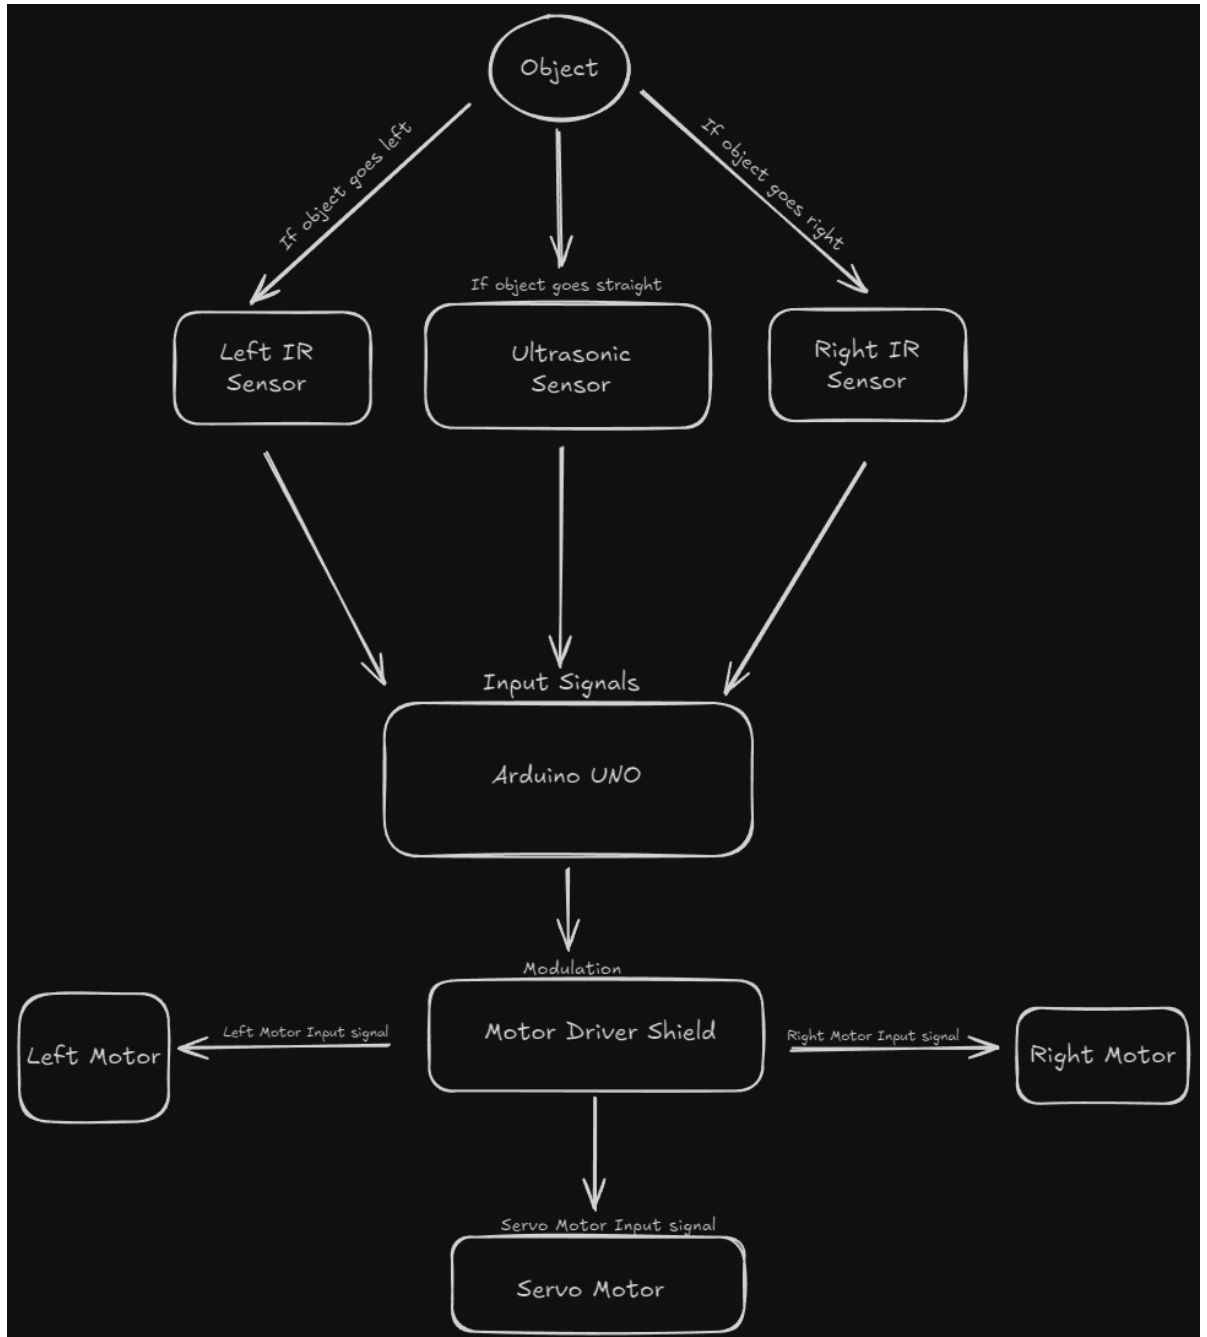 Object
If object goes left
If object goes right
If object goes straight
Left IR
Sensor
Ultrasonic
Sensor
Right IR
Sensor
Input Signals
Arduino UNO
Modulation
Left Motor
Left Motor Input signal
Motor Driver Shield
Right Motor Input signal
Right Motor
Servo Motor Input signal
Servo Motor